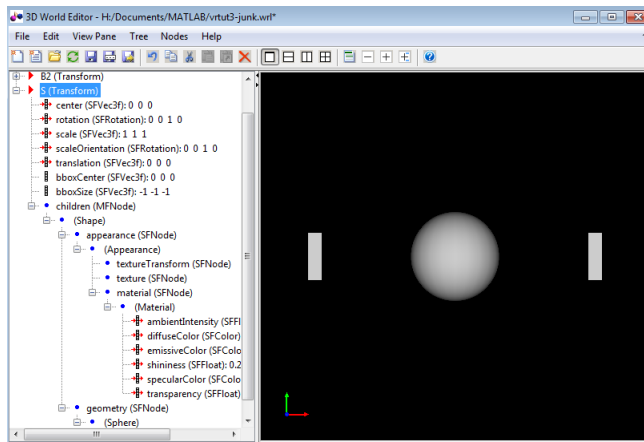 3D World Editor - H:/Documents/MATLAB/vrtut3-junk.wrl*
File Edit View Pane Tree Nodes Help
B2 (Transform)
S (Transform)
center (SFVec3f): 0 0 0
rotation (SFRotation): 0 0 1 0
scale (SFVec3f): 1 1 1
scaleOrientation (SFRotation): 0 0 1 0
translation (SFVec3f): 0 0 0
bboxCenter (SFVec3f): 0 0 0
bboxSize (SFVec3f): -1 -1 -1
children (MFNode)
(Shape)
appearance (SFNode)
(Appearance)
textureTransform (SFNode)
texture (SFNode)
material (SFNode)
(Material)
ambientIntensity (SFFl
diffuseColor (SFColor)
emissiveColor (SFColo
shininess (SFFloat): 0.2
specularColor (SFColo
transparency (SFFloat)
geometry (SFNode)
(Sphere)